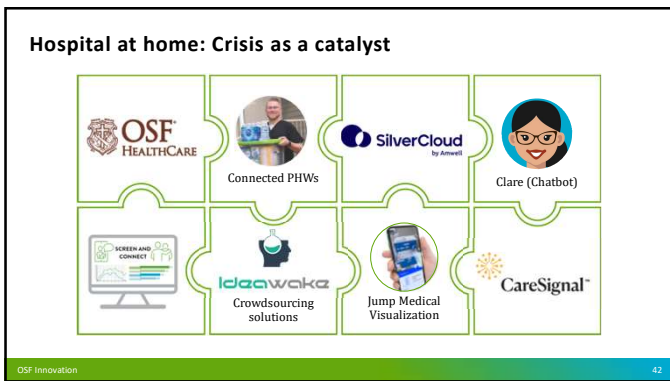 Hospital at home: Crisis as a catalyst
OSF
HEALTHCARE
Connected PHWs
SilverCloud
by Amwell
Clare (Chatbot)
SCREEN AND
CONNECT
Ideawake
Crowdsourcing
solutions
Jump Medical
Visualization
CareSignal™
OSF Innovation
42